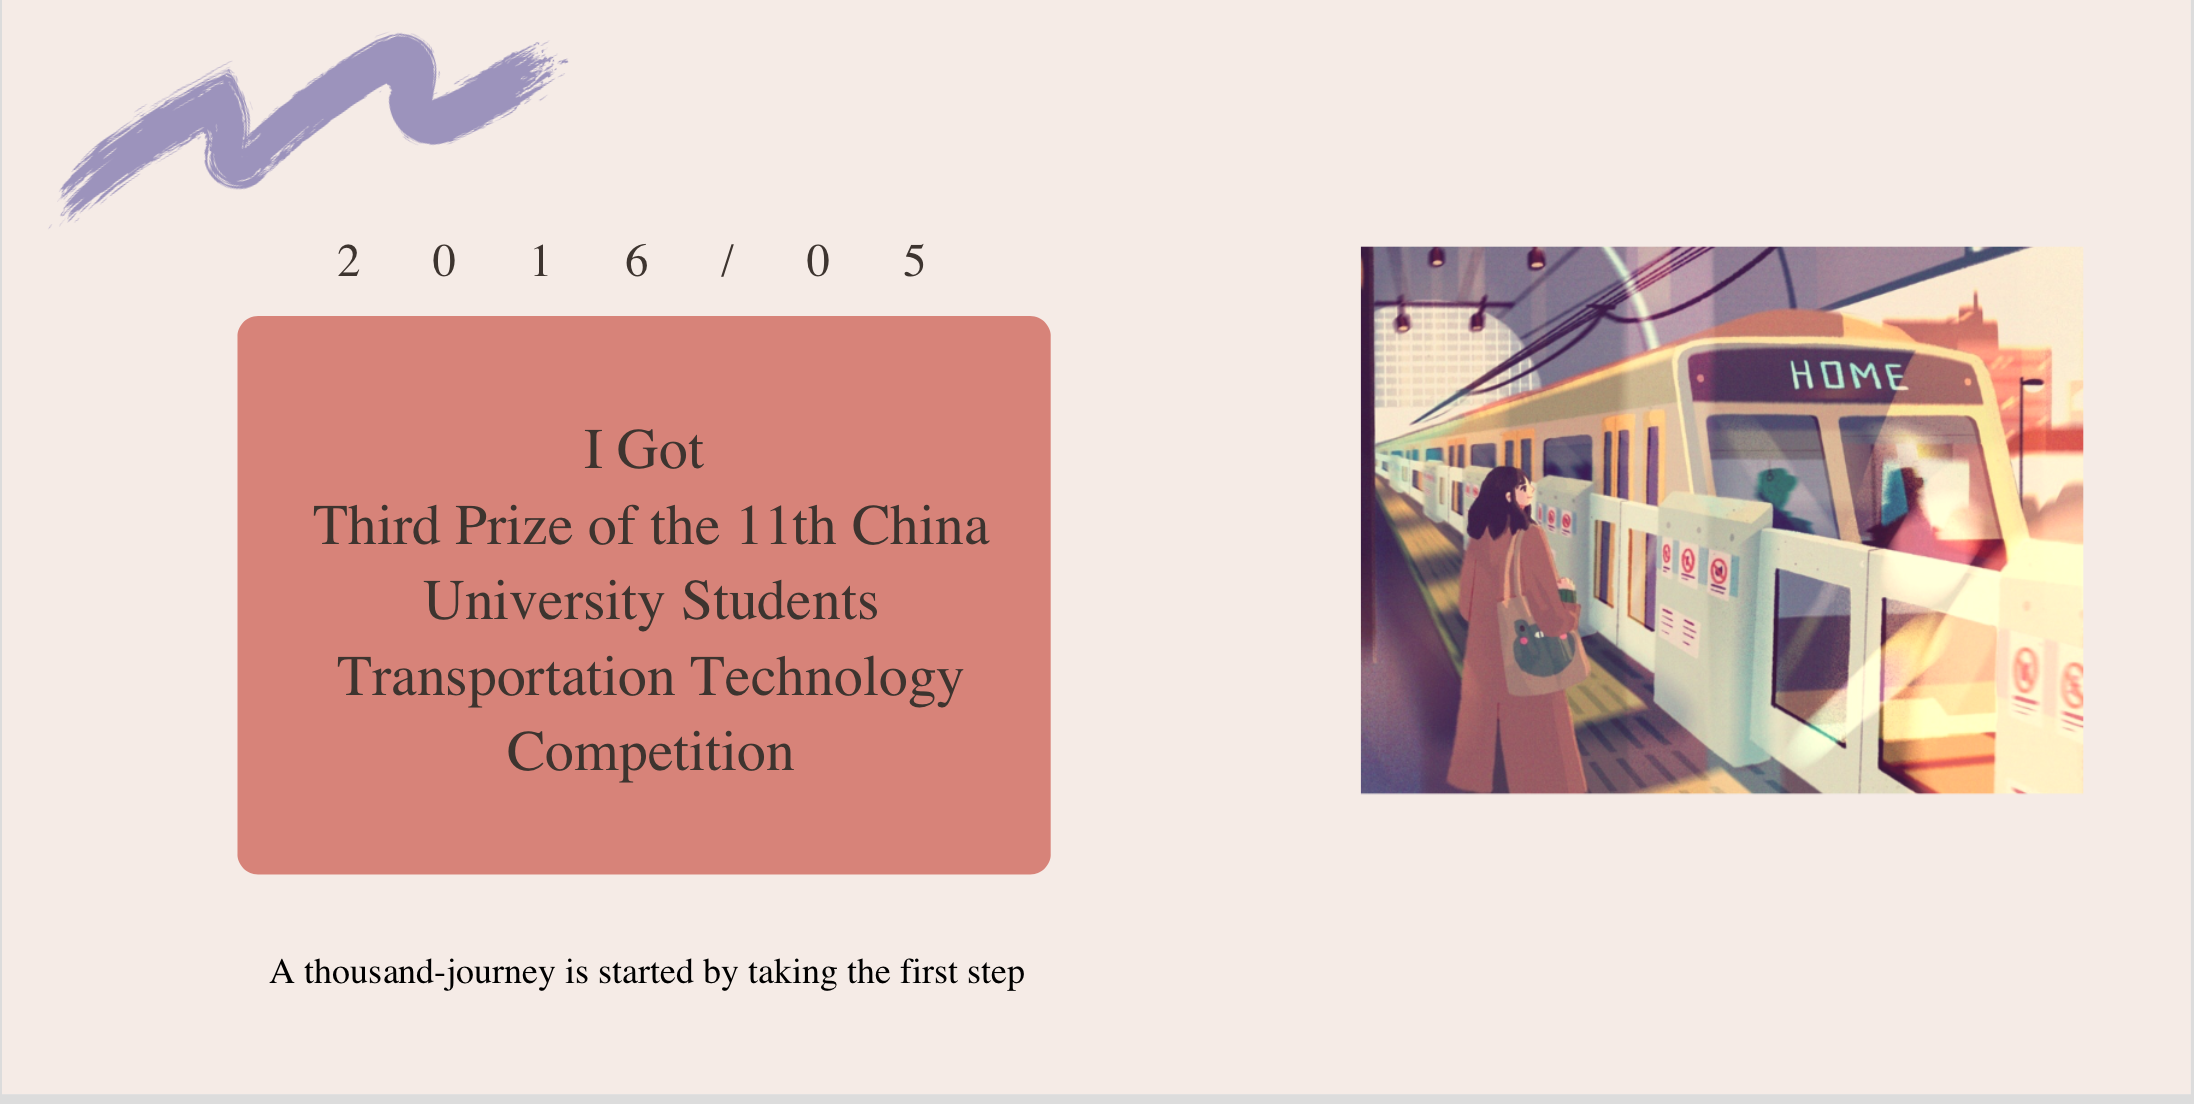 2016/05
I Got
Third Prize of the 11th China
University Students
Transportation Technology
Competition
A thousand-journey is started by taking the first step
HOME